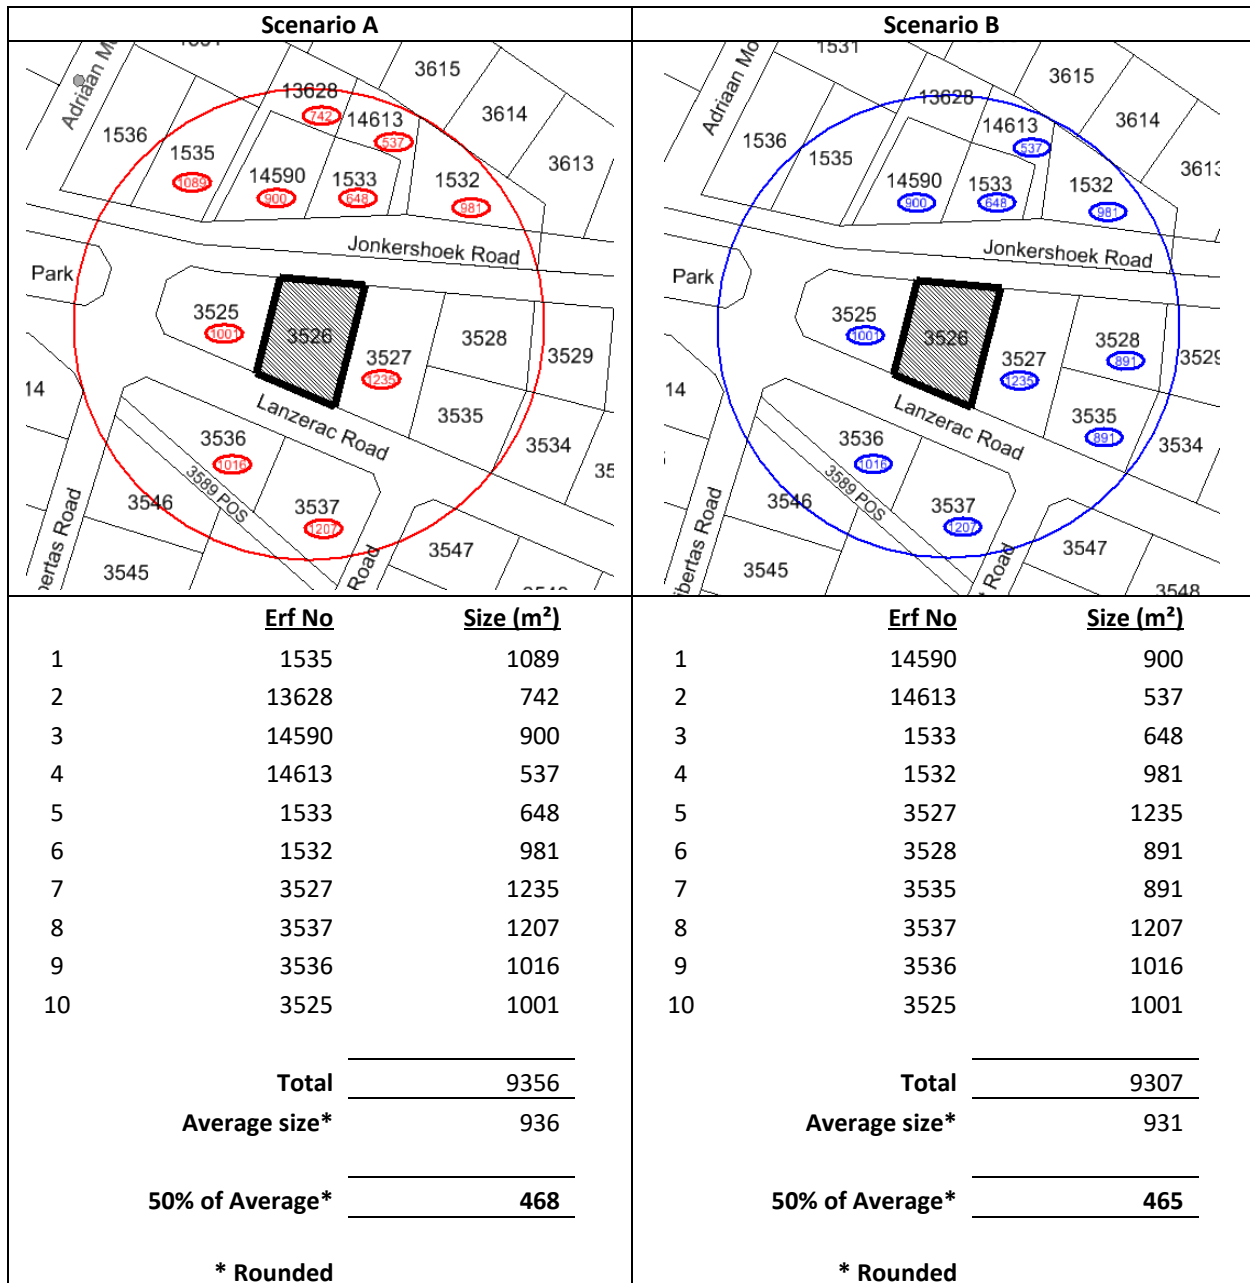 Scenario A
Scenario B
Adriaan Mo
3615
13628
742
14613
537
3614
1536
1535
1089
14590
900
1533
648
1532
981
3613
Jonkershoek Road
Park
3525
1001
3526
3527
1235
3528
3529
14
Lanzerac Road
3535
3534
3536
1016
35
3589 POS
3546
3537
1207
3547
3545
bertas Road
Road
1531
Adriaan Mo
3615
13628
14613
537
3614
1536
1535
14590
900
1533
648
1532
981
3613
Jonkershoek Road
Park
3525
1001
3526
3527
1235
3528
891
3529
14
Lanzerac Road
3535
891
3534
3536
1016
3589 POS
3546
3537
1207
3547
3545
ibertas Road
Road
3548
Erf No Size (m²)
1 1535 1089
2 13628 742
3 14590 900
4 14613 537
5 1533 648
6 1532 981
7 3527 1235
8 3537 1207
9 3536 1016
10 3525 1001
Total 9356
Average size* 936
50% of Average* 468
* Rounded
Erf No Size (m²)
1 14590 900
2 14613 537
3 1533 648
4 1532 981
5 3527 1235
6 3528 891
7 3535 891
8 3537 1207
9 3536 1016
10 3525 1001
Total 9307
Average size* 931
50% of Average* 465
* Rounded